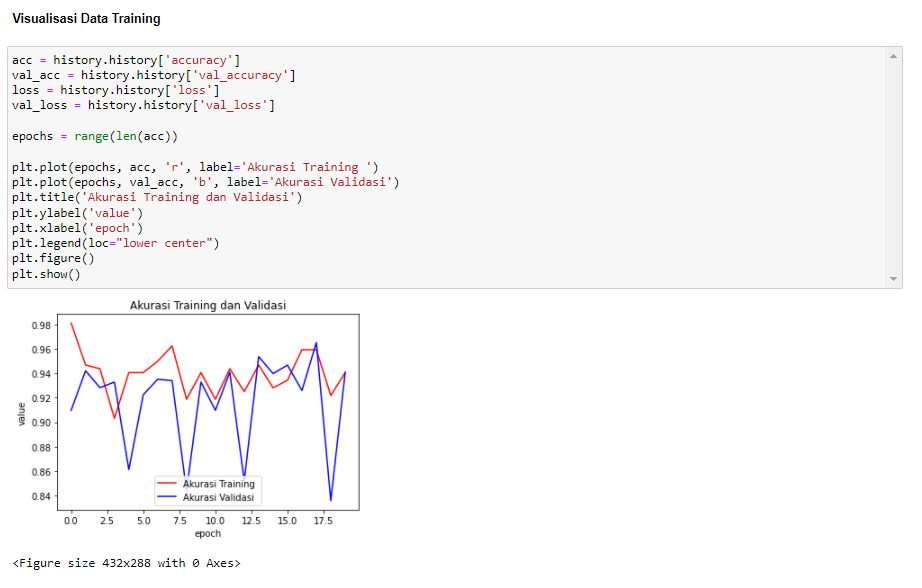 Visualisasi Data Training
acc = history.history['accuracy']
val_acc = history.history['val_accuracy']
loss = history.history['loss']
val_loss = history.history['val_loss']
epochs = range(len(acc))
plt.plot(epochs, acc, 'r', label='Akurasi Training ')
plt.plot(epochs, val_acc, 'b', label='Akurasi Validasi')
plt.title('Akurasi Training dan Validasi')
plt.ylabel('value')
plt.xlabel('epoch')
plt.legend(loc="lower center")
plt.figure()
plt.show()
Akurasi Training dan Validasi
0.98
0.96
0.94
0.92
0.90
0.88
0.86
0.84
value
Akurasi Training
Akurasi Validasi
0.0 2.5 5.0 7.5 10.0 12.5 15.0 17.5
epoch
<Figure size 432x288 with 0 Axes>